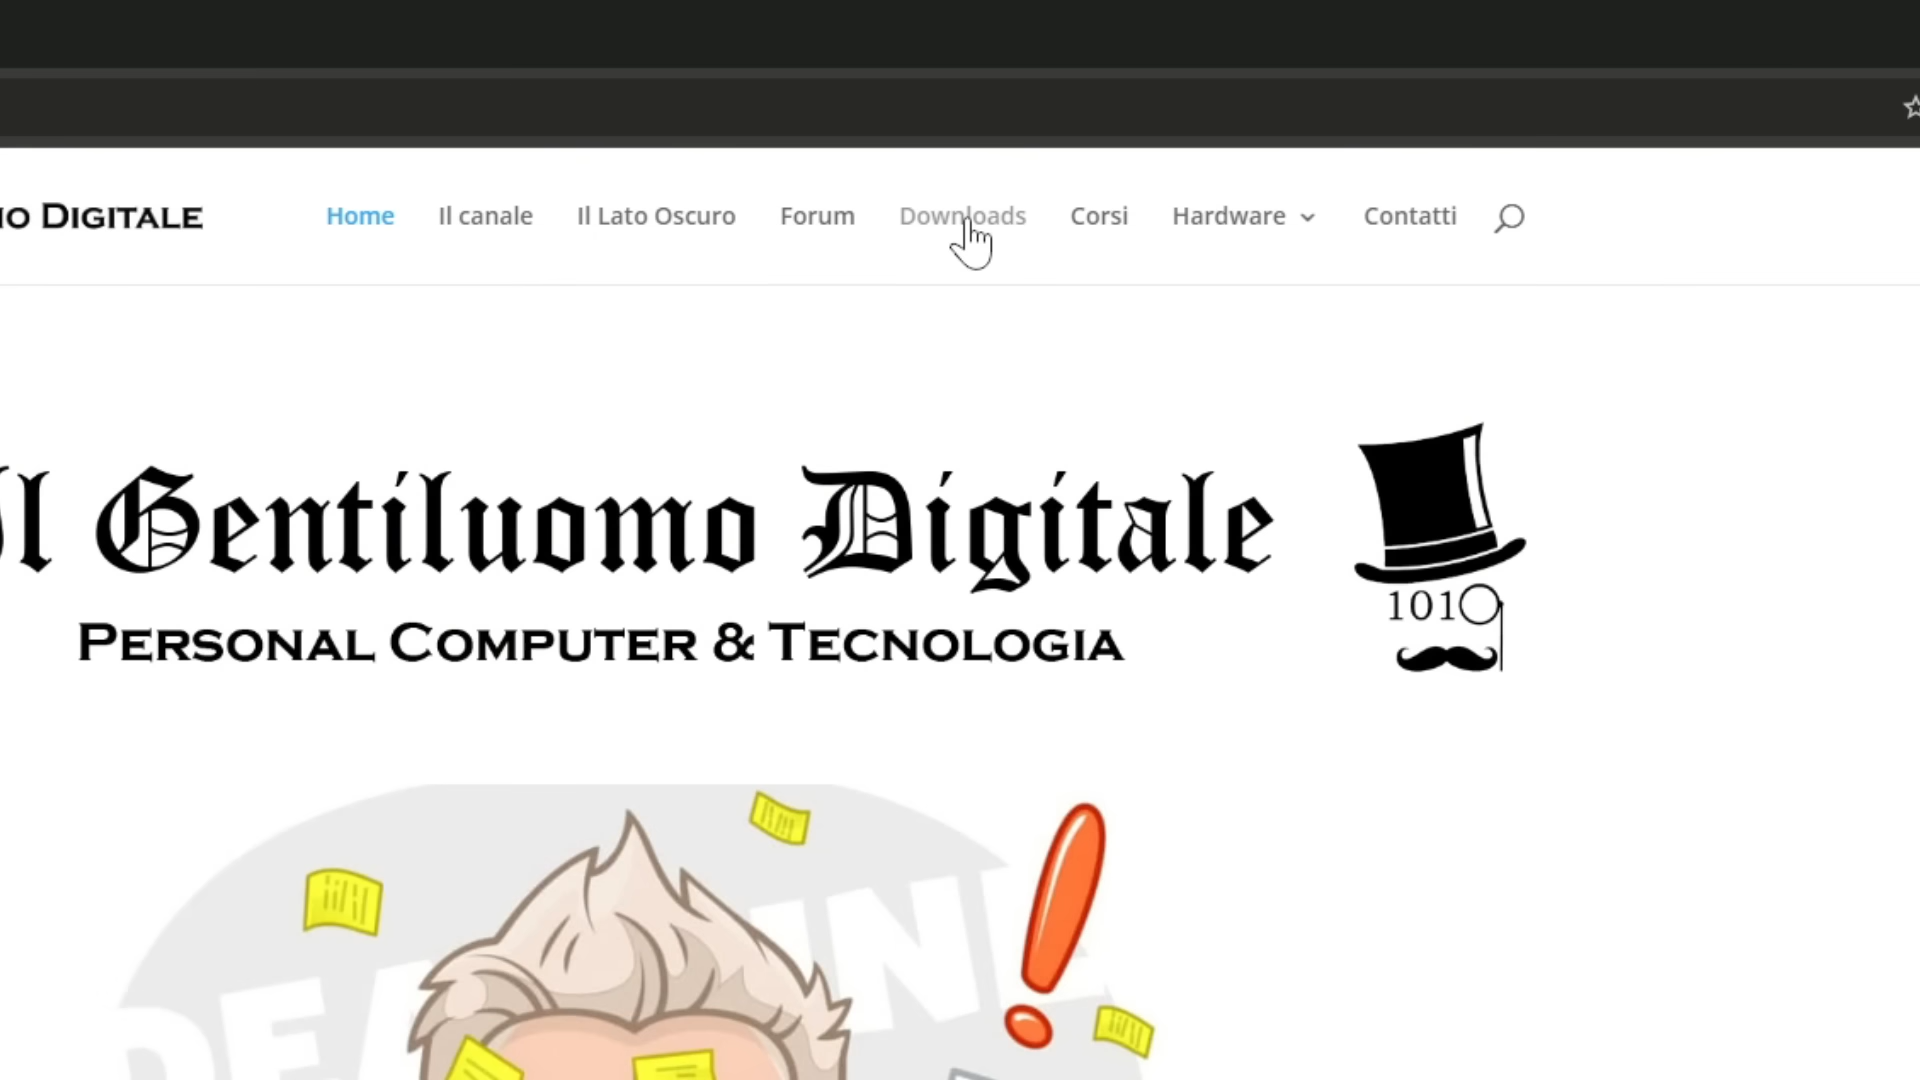 IO DIGITALE
Home Il canale Il Lato Oscuro Forum Downloads Corsi Hardware Contatti
Il Gentiluomo Digitale
PERSONAL COMPUTER & TECNOLOGIA
1010